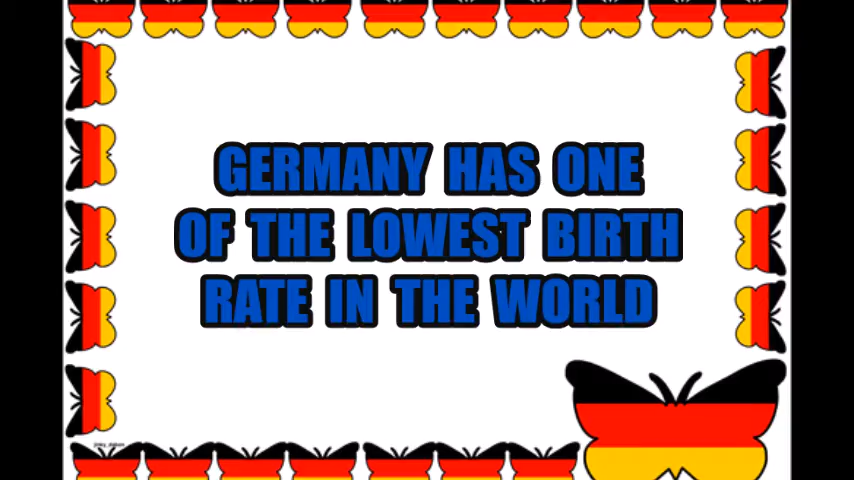 GERMANY HAS ONE
OF THE LOWEST BIRTH
RATE IN THE WORLD